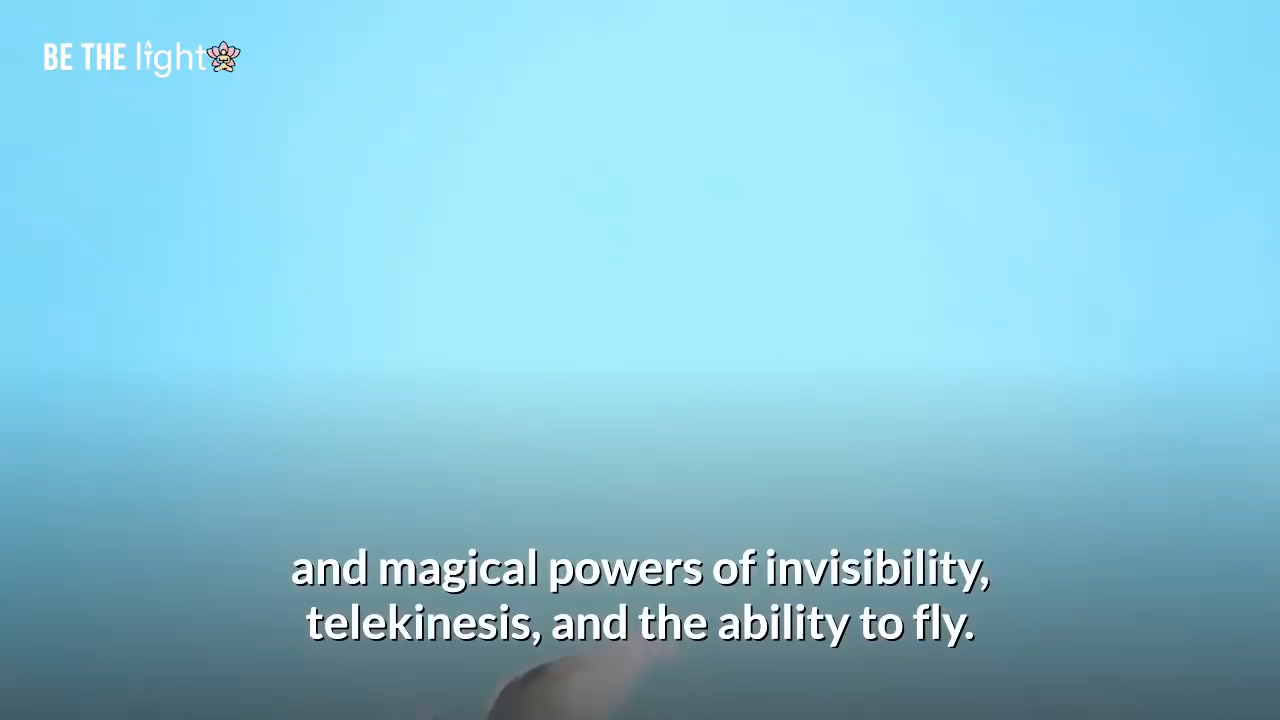 BE THE light
and magical powers of invisibility,
telekinesis, and the ability to fly.